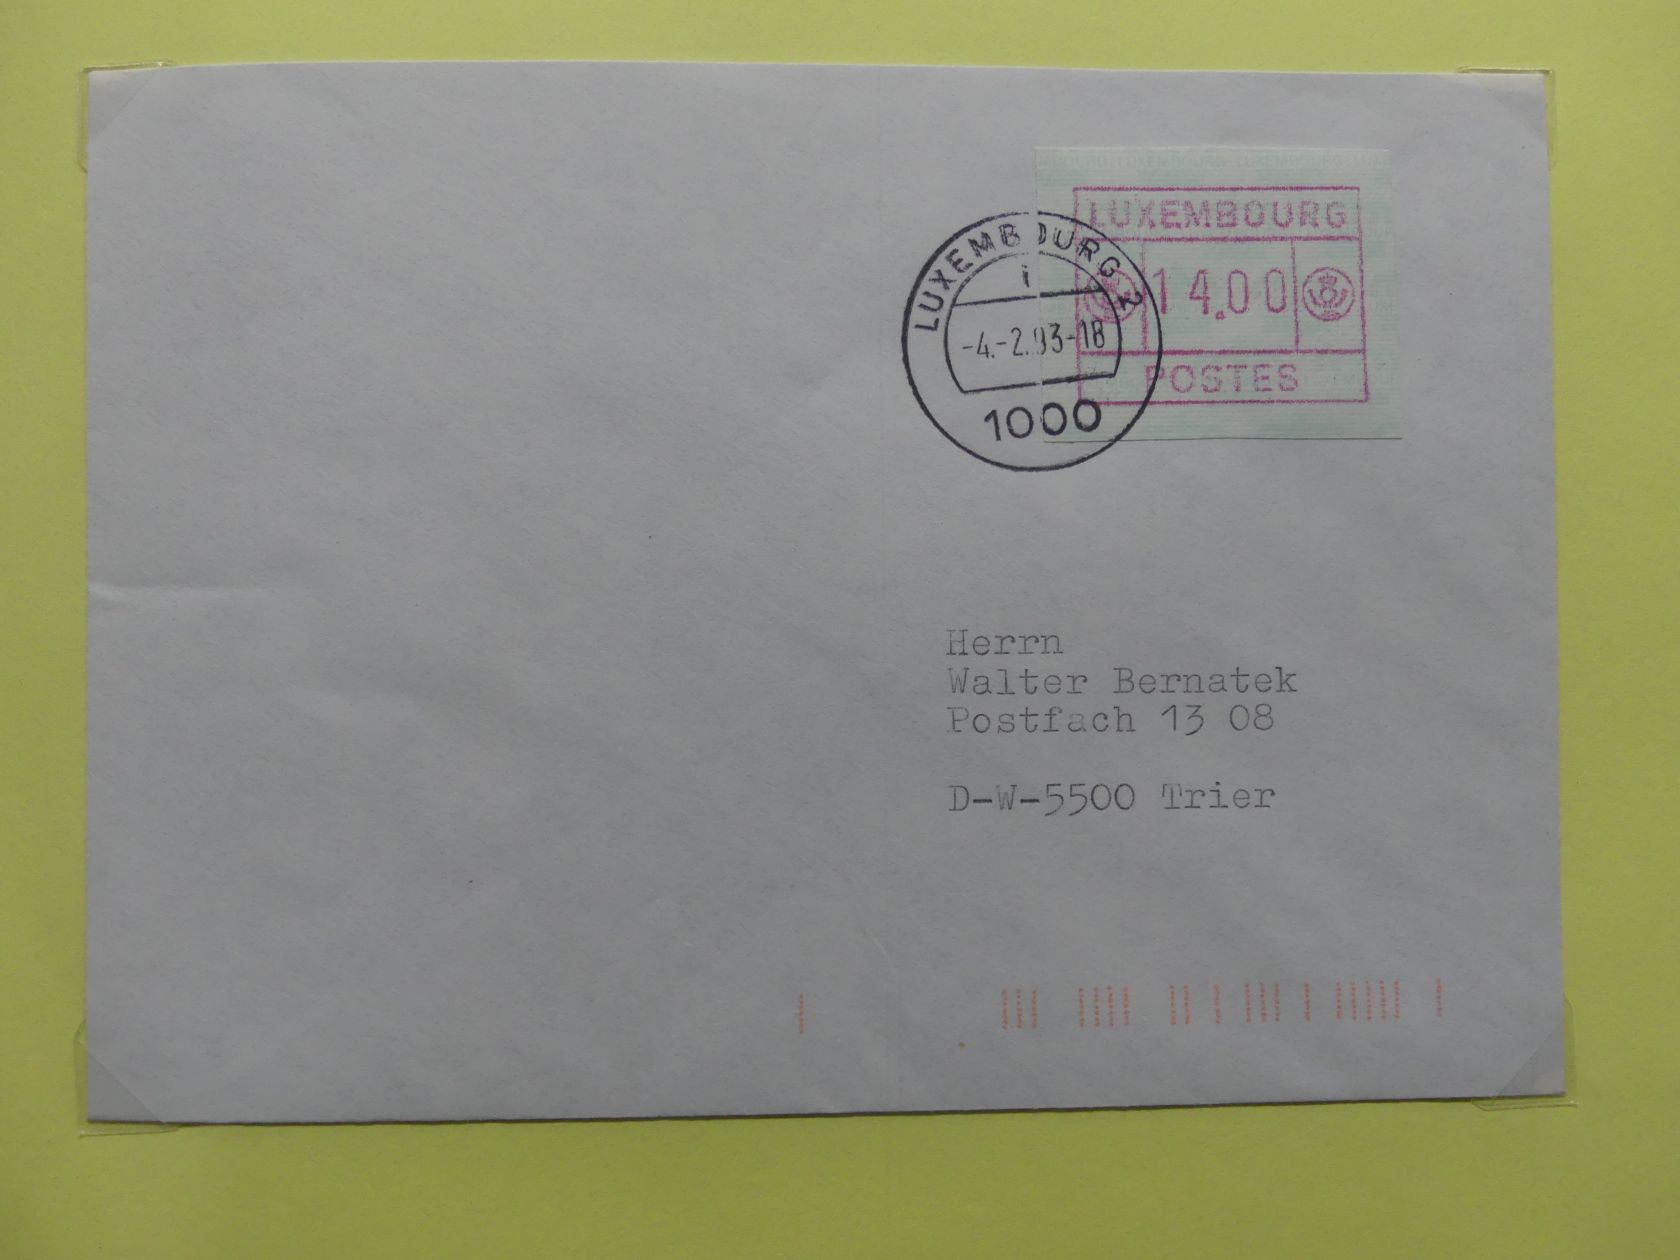 LUXEMBOURG
14.00
POSTES
LUXEMBOURG 2
i
-4.-2.93-18
1000
Herrn
Walter Bernatek
Postfach 13 08
D-W-5500 Trier